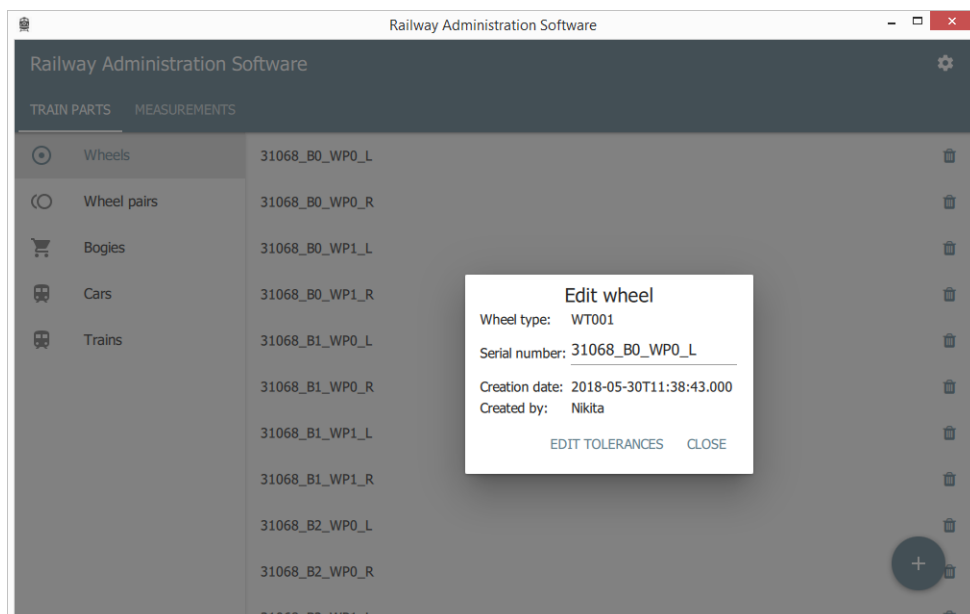 Railway Administration Software
Railway Administration Software
TRAIN PARTS MEASUREMENTS
Wheels
Wheel pairs
Bogies
Cars
Trains
31068_B0_WP0_L
31068_B0_WP0_R
31068_B0_WP1_L
31068_B0_WP1_R
31068_B1_WP0_L
31068_B1_WP0_R
31068_B1_WP1_L
31068_B1_WP1_R
31068_B2_WP0_L
31068_B2_WP0_R
Edit wheel
Wheel type: WT001
Serial number: 31068_B0_WP0_L
Creation date: 2018-05-30T11:38:43.000
Created by: Nikita
EDIT TOLERANCES CLOSE